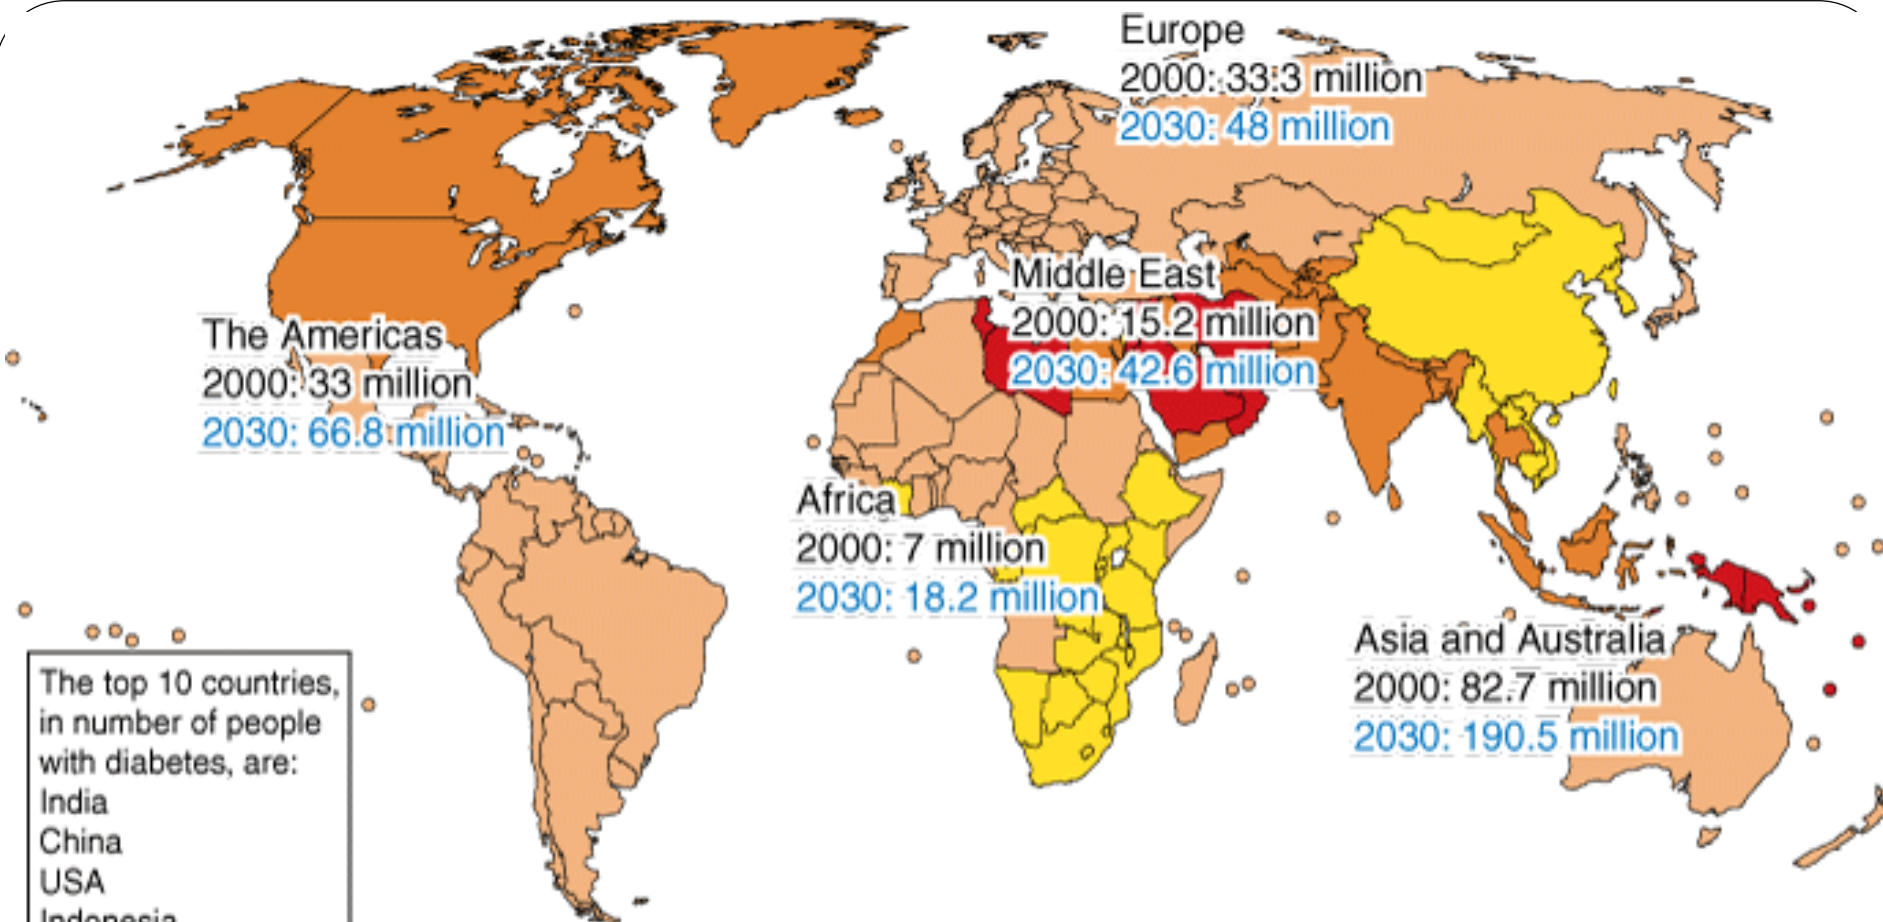 Europe
2000: 33.3 million
2030: 48 million
Middle East
2000: 15.2 million
2030: 42.6 million
The Americas
2000: 33 million
2030: 66.8 million
Africa
2000: 7 million
2030: 18.2 million
Asia and Australia
2000: 82.7 million
2030: 190.5 million
The top 10 countries,
in number of people
with diabetes, are:
India
China
USA
Indonesia